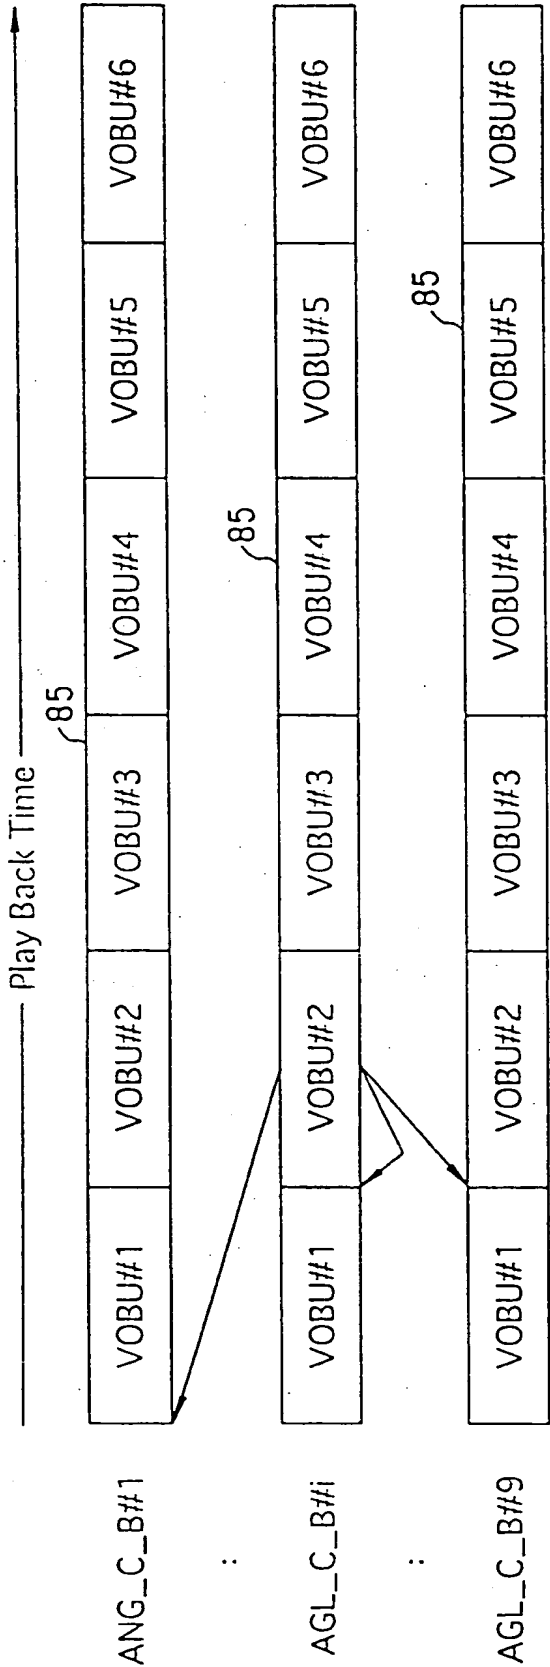 Play Back Time
85
ANG_C_B#1 VOBU#1 VOBU#2 VOBU#3 VOBU#4 VOBU#5 VOBU#6
:
85
AGL_C_B#i VOBU#1 VOBU#2 VOBU#3 VOBU#4 VOBU#5 VOBU#6
:
85
AGL_C_B#9 VOBU#1 VOBU#2 VOBU#3 VOBU#4 VOBU#5 VOBU#6